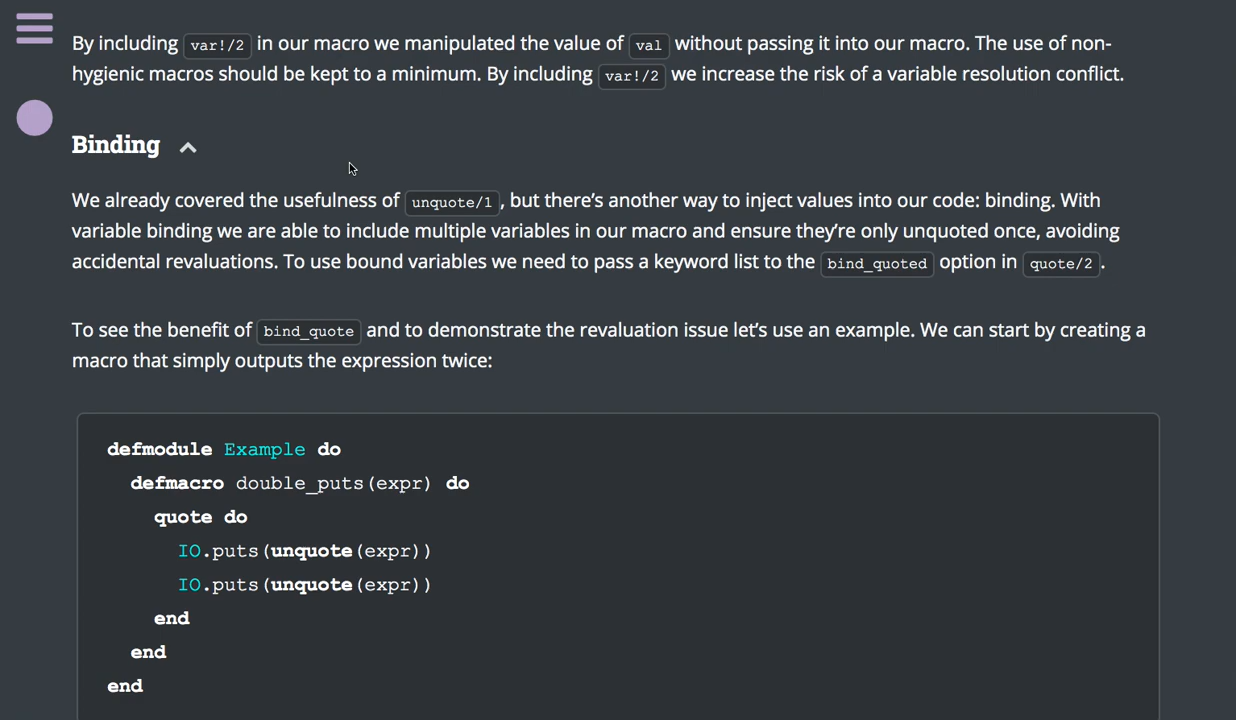 By including var!/2 in our macro we manipulated the value of val without passing it into our macro. The use of non-
hygienic macros should be kept to a minimum. By including var!/2 we increase the risk of a variable resolution conflict.
Binding
We already covered the usefulness of unquote/1, but there’s another way to inject values into our code: binding. With
variable binding we are able to include multiple variables in our macro and ensure they’re only unquoted once, avoiding
accidental revaluations. To use bound variables we need to pass a keyword list to the bind_quoted option in quote/2.
To see the benefit of bind_quote and to demonstrate the revaluation issue let’s use an example. We can start by creating a
macro that simply outputs the expression twice:
defmodule Example do
  defmacro double_puts(expr) do
    quote do
      IO.puts(unquote(expr))
      IO.puts(unquote(expr))
    end
  end
end